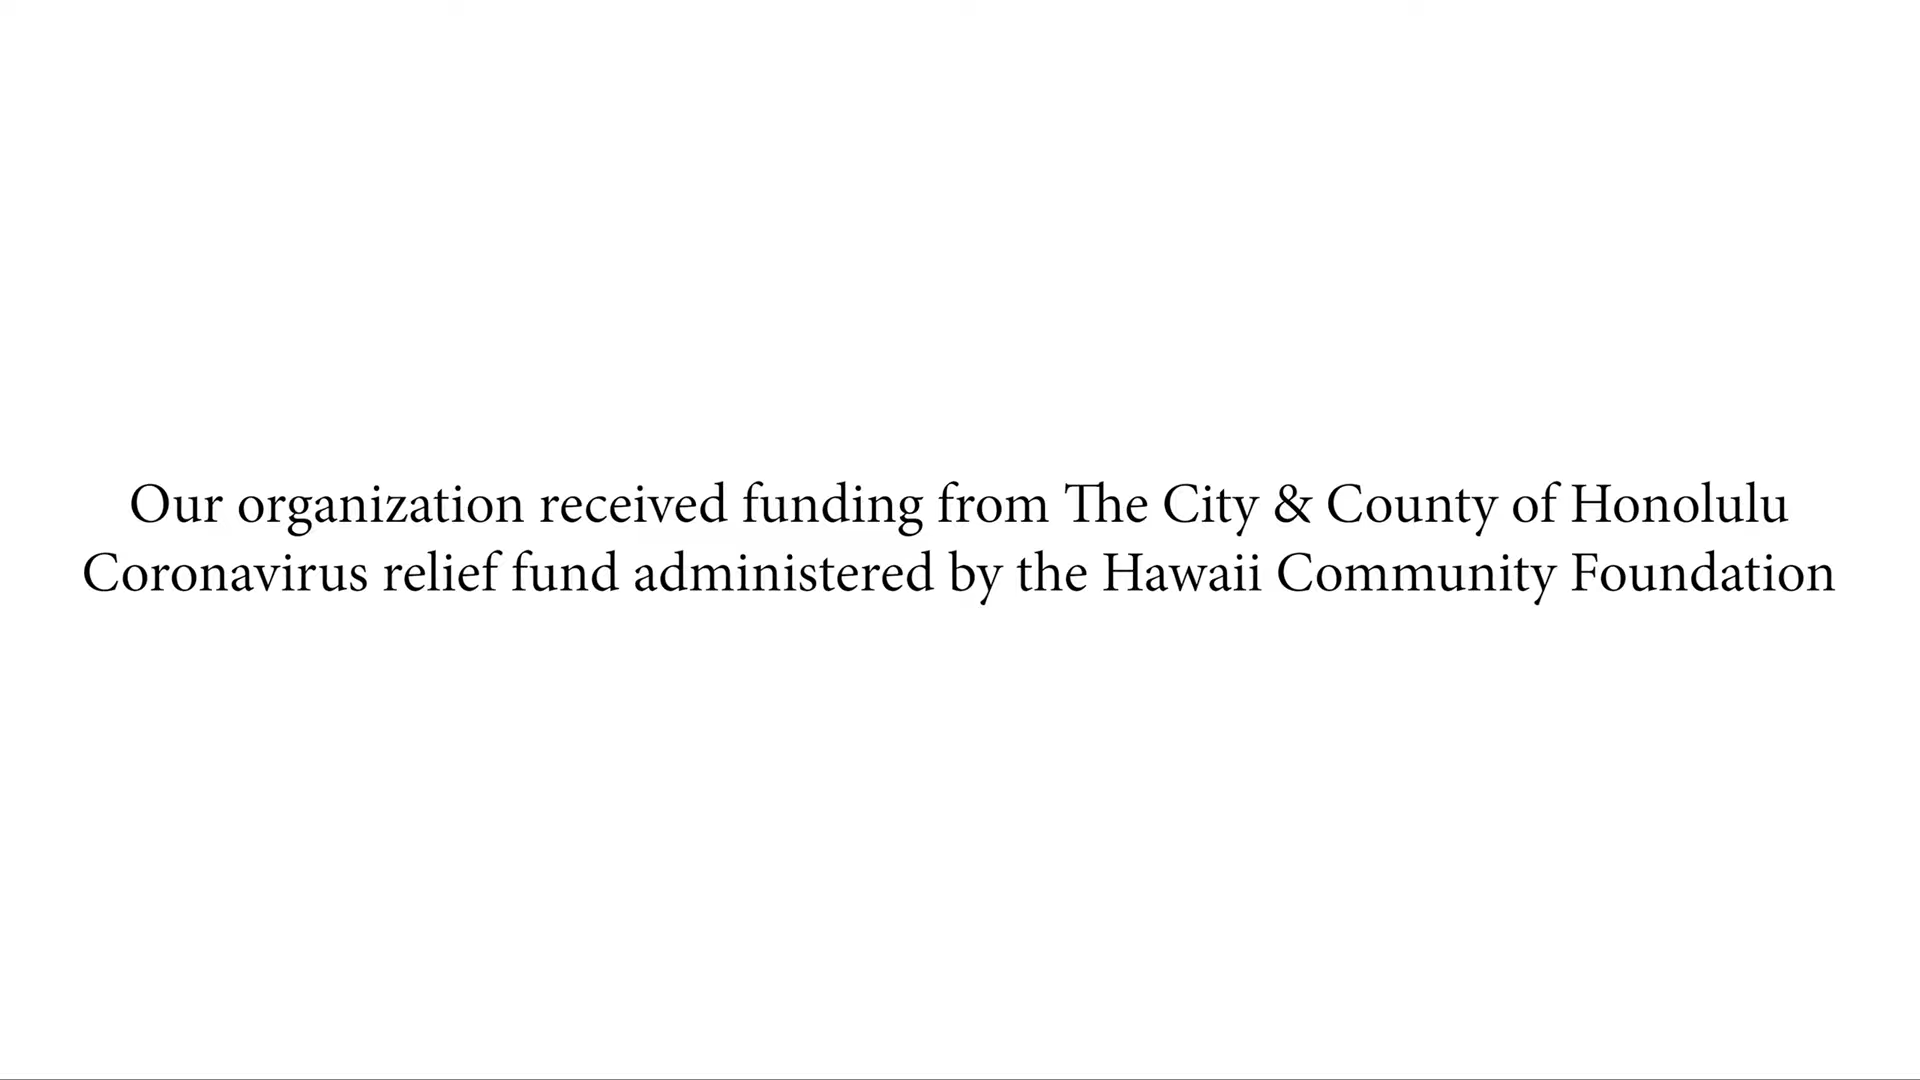 Our organization received funding from The City & County of Honolulu
Coronavirus relief fund administered by the Hawaii Community Foundation